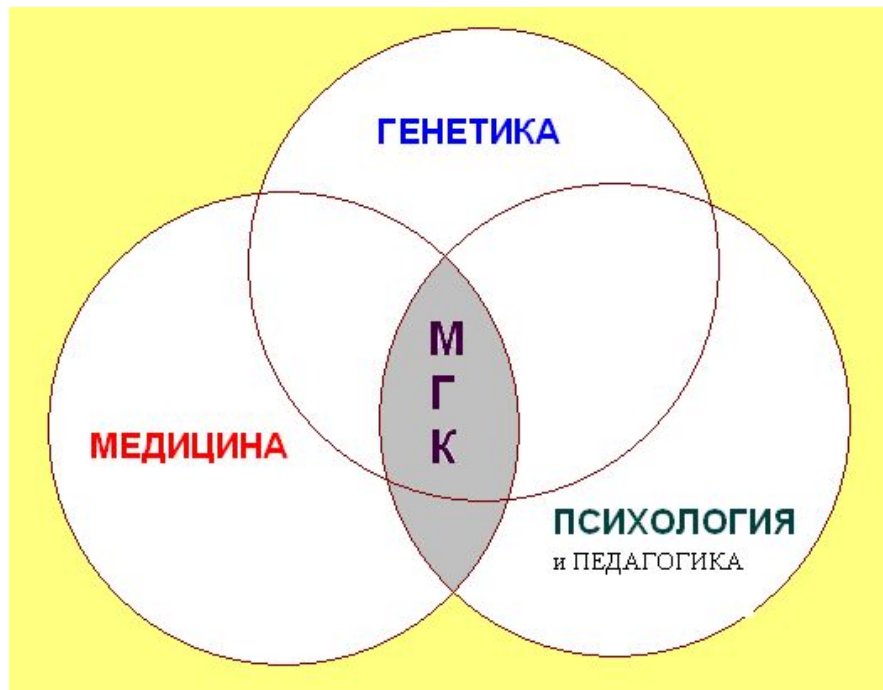 ГЕНЕТИКА
М
Г
К
МЕДИЦИНА
ПСИХОЛОГИЯ
и ПЕДАГОГИКА